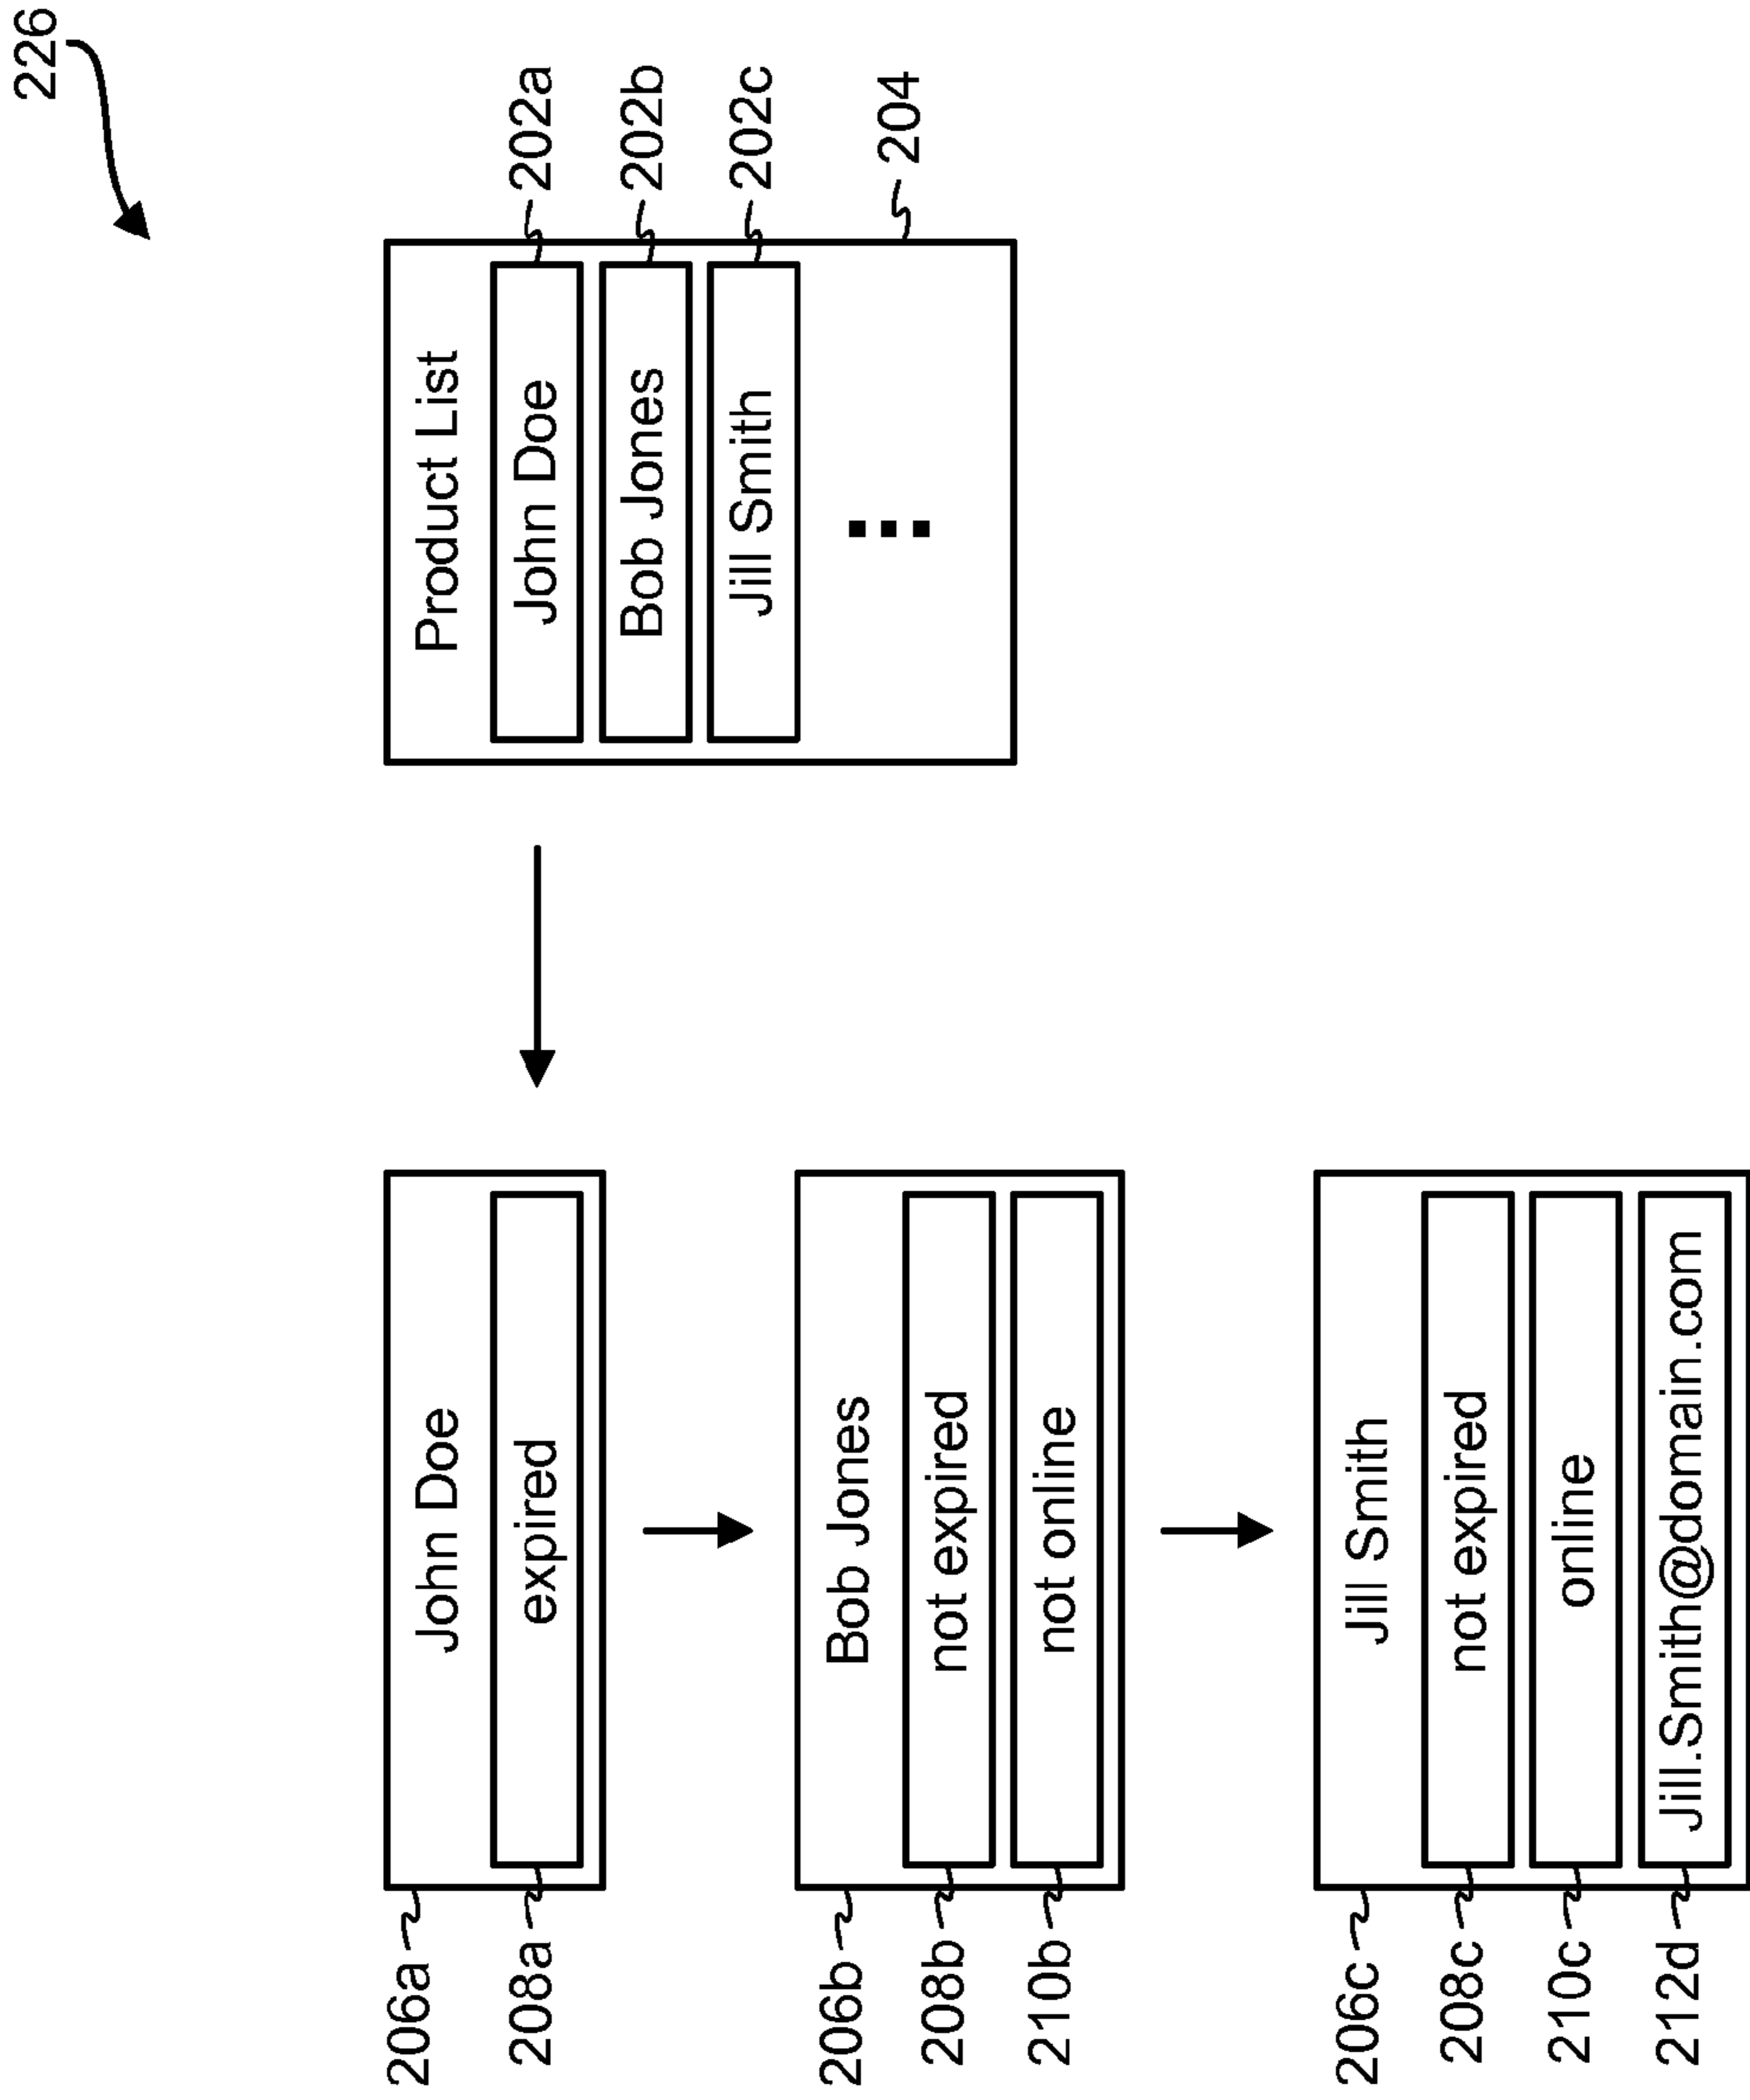 226
Product List
John Doe
202a
Bob Jones
202b
Jill Smith
202c
204
206a
John Doe
208a
expired
206b
Bob Jones
208b
not expired
210b
not online
206c
Jill Smith
208c
not expired
210c
online
212d
Jill.Smith@domain.com